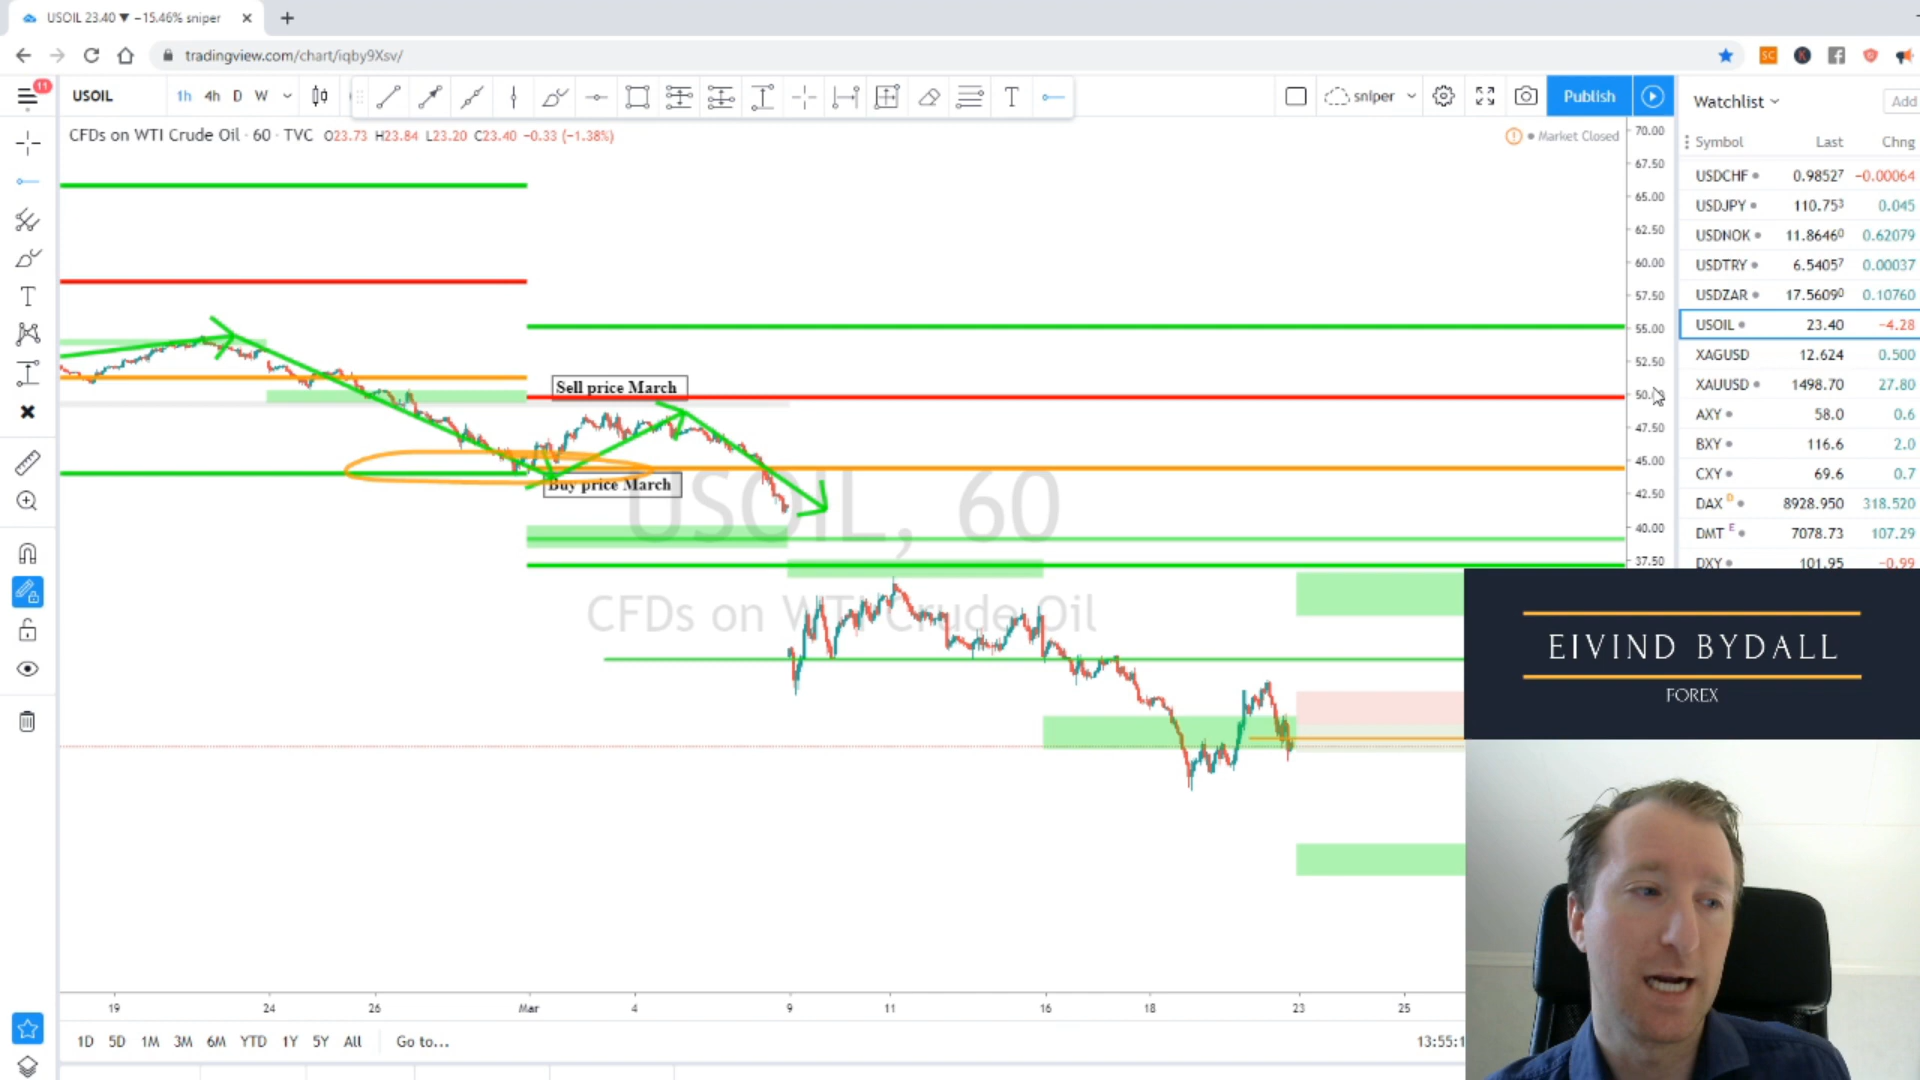 USOIL 23.40 ▼ −15.46% sniper
tradingview.com/chart/iqby9Xsv/
11
USOIL
1h 4h D W
sniper
Publish
Watchlist
Add
CFDs on WTI Crude Oil · 60 · TVC O23.73 H23.84 L23.20 C23.40 −0.33 (−1.38%)
Market Closed
Symbol Last Chng
USDCHF 0.98527 −0.00064
USDJPY 110.753 0.045
USDNOK 11.86460 0.62079
USDTRY 6.54057 0.00037
USDZAR 17.56090 0.10760
USOIL 23.40 −4.28
XAGUSD 12.624 0.500
XAUUSD 1498.70 27.80
AXY 58.0 0.6
BXY 116.6 2.0
CXY 69.6 0.7
DAX D 8928.950 318.520
DMT E 7078.73 107.29
DXY 101.95 −0.99
70.00
67.50
65.00
62.50
60.00
57.50
55.00
52.50
50.
47.50
45.00
42.50
40.00
37.50
Sell price March
Buy price March
USOIL, 60
CFDs on WTI Crude Oil
EIVIND BYDALL
FOREX
19 24 26 Mar 4 9 11 16 18 23 25
1D 5D 1M 3M 6M YTD 1Y 5Y All Go to...
13:55:1